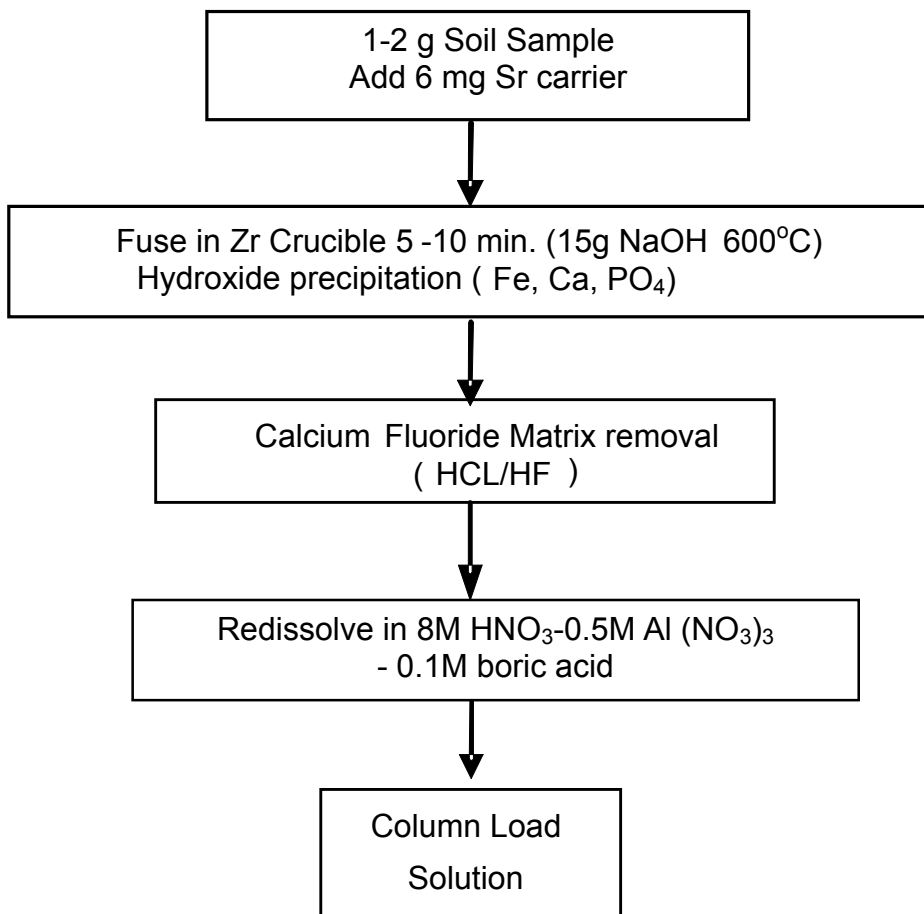 1-2 g Soil Sample
Add 6 mg Sr carrier
Fuse in Zr Crucible 5 -10 min. (15g NaOH 600°C)
Hydroxide precipitation ( Fe, Ca, PO₄)
Calcium Fluoride Matrix removal
( HCL/HF )
Redissolve in 8M HNO₃-0.5M Al (NO₃)₃
- 0.1M boric acid
Column Load
Solution